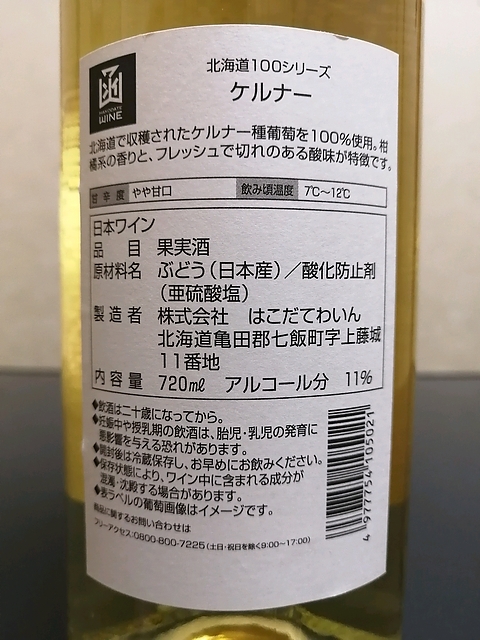 函
HAKODATE
WINE
北海道100シリーズ
ケルナー
北海道で収穫されたケルナー種葡萄を100%使用。柑
橘系の香りと、フレッシュで切れのある酸味が特徴です。
甘辛度 やや甘口 飲み頃温度 7℃〜12℃
日本ワイン
品目 果実酒
原材料名 ぶどう(日本産)/酸化防止剤
(亜硫酸塩)
製造者 株式会社 はこだてわいん
北海道亀田郡七飯町字上藤城
11番地
内容量 720㎖ アルコール分 11%
◆飲酒は二十歳になってから。
◆妊娠中や授乳期の飲酒は、胎児・乳児の発育に
悪影響を与える恐れがあります。
◆開封後は冷蔵保存し、お早めにお飲みください。
◆保存状態により、ワイン中に含まれる成分が
混濁・沈殿する場合があります。
◆表ラベルの葡萄画像はイメージです。
商品に関するお問い合わせは
フリーアクセス:0800-800-7225(土日・祝日を除く9:00〜17:00)
4 977754 105021